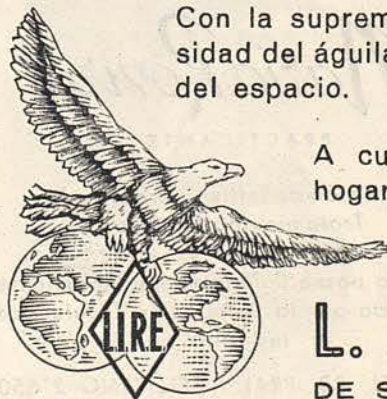 Con la suprem
sidad del águila
del espacio.
A cu
hogar
L.I.R.E.
L.
DE S